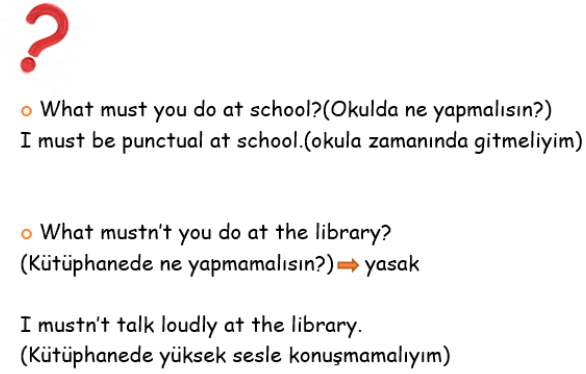 What must you do at school?(Okulda ne yapmalısın?)
I must be punctual at school.(okula zamanında gitmeliyim)
What mustn't you do at the library?
(Kütüphanede ne yapmamalısın?) yasak
I mustn't talk loudly at the library.
(Kütüphanede yüksek sesle konuşmamalıyım)